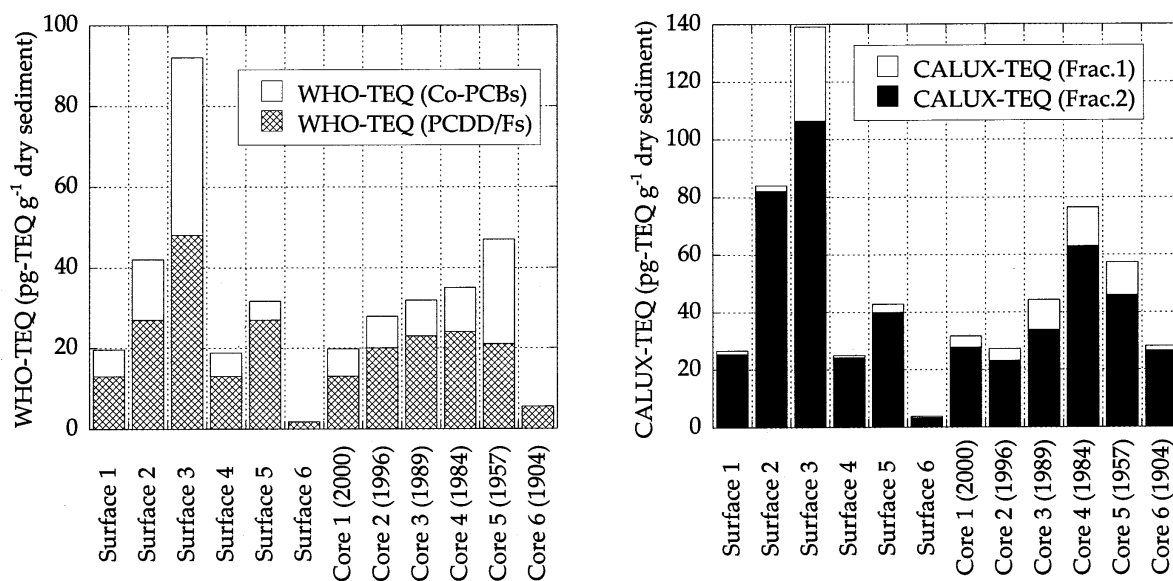 WHO-TEQ (pg-TEQ g-1 dry sediment)
100
80
60
40
20
0
WHO-TEQ (Co-PCBs)
WHO-TEQ (PCDD/Fs)
Surface 1
Surface 2
Surface 3
Surface 4
Surface 5
Surface 6
Core 1 (2000)
Core 2 (1996)
Core 3 (1989)
Core 4 (1984)
Core 5 (1957)
Core 6 (1904)
CALUX-TEQ (pg-TEQ g-1 dry sediment)
140
120
100
80
60
40
20
0
CALUX-TEQ (Frac.1)
CALUX-TEQ (Frac.2)
Surface 1
Surface 2
Surface 3
Surface 4
Surface 5
Surface 6
Core 1 (2000)
Core 2 (1996)
Core 3 (1989)
Core 4 (1984)
Core 5 (1957)
Core 6 (1904)